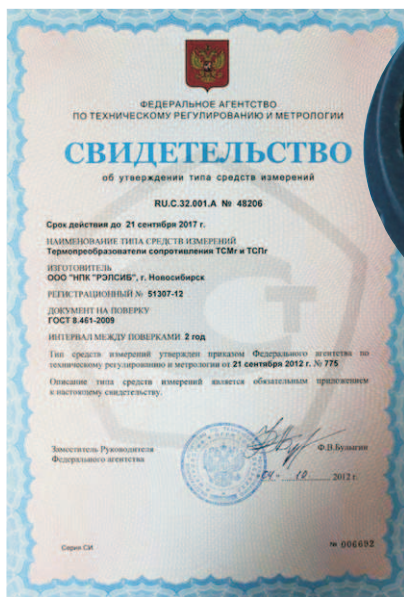 ФЕДЕРАЛЬНОЕ АГЕНТСТВО
ПО ТЕХНИЧЕСКОМУ РЕГУЛИРОВАНИЮ И МЕТРОЛОГИИ
СВИДЕТЕЛЬСТВО
об утверждении типа средств измерений
RU.C.32.001.A № 48206
Срок действия до 21 сентября 2017 г.
НАИМЕНОВАНИЕ ТИПА СРЕДСТВ ИЗМЕРЕНИЙ
Термопреобразователи сопротивления ТСМг и ТСПг
ИЗГОТОВИТЕЛЬ
ООО "НПК "РЭЛСИБ", г. Новосибирск
РЕГИСТРАЦИОННЫЙ № 51307-12
ДОКУМЕНТ НА ПОВЕРКУ
ГОСТ 8.461-2009
ИНТЕРВАЛ МЕЖДУ ПОВЕРКАМИ 2 год
Тип средств измерений утвержден приказом Федерального агентства по
техническому регулированию и метрологии от 21 сентября 2012 г. № 775
Описание типа средств измерений является обязательным приложением
к настоящему свидетельству.
Заместитель Руководителя Ф.В.Булыгин
Федерального агентства
04 10 2012 г.
Серия СИ № 006692